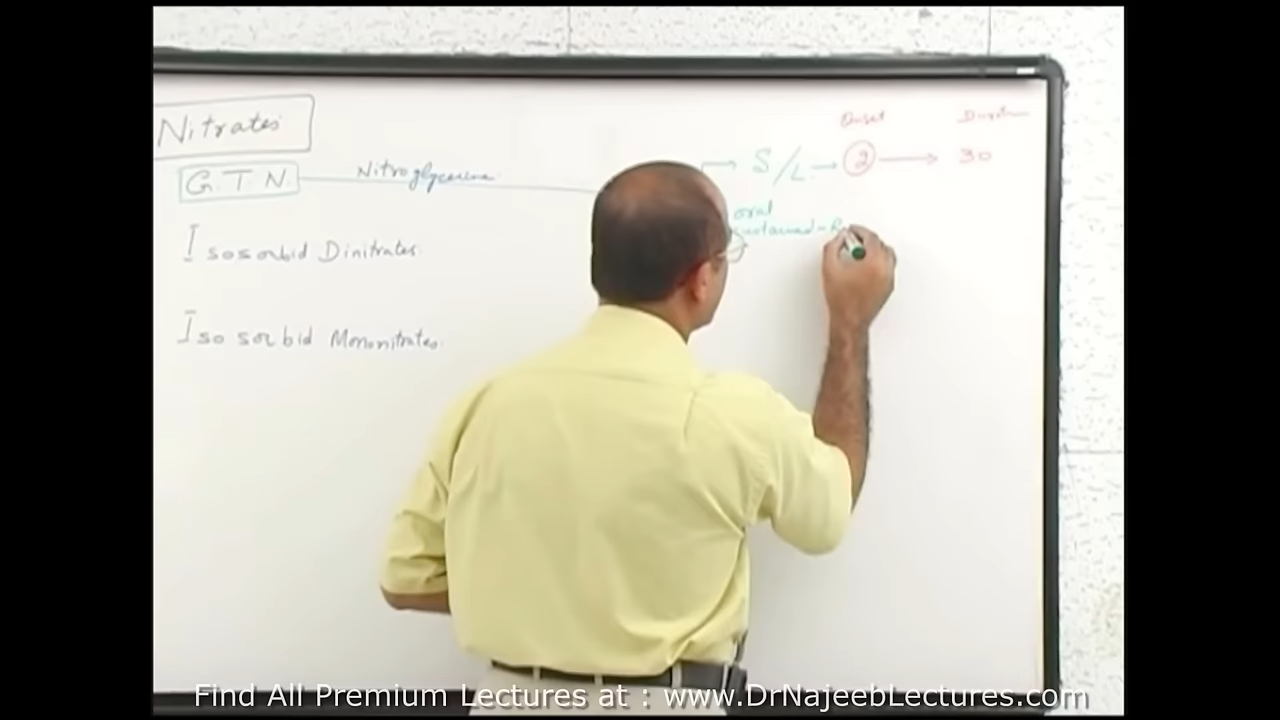 Nitrates
Onset
G.T.N. Nitroglycerine S/L 2 30
oral
sustained-R
Isosorbid Dinitrates
Isosorbid Mononitrates
Find All Premium Lectures at : www.DrNajeebLectures.com